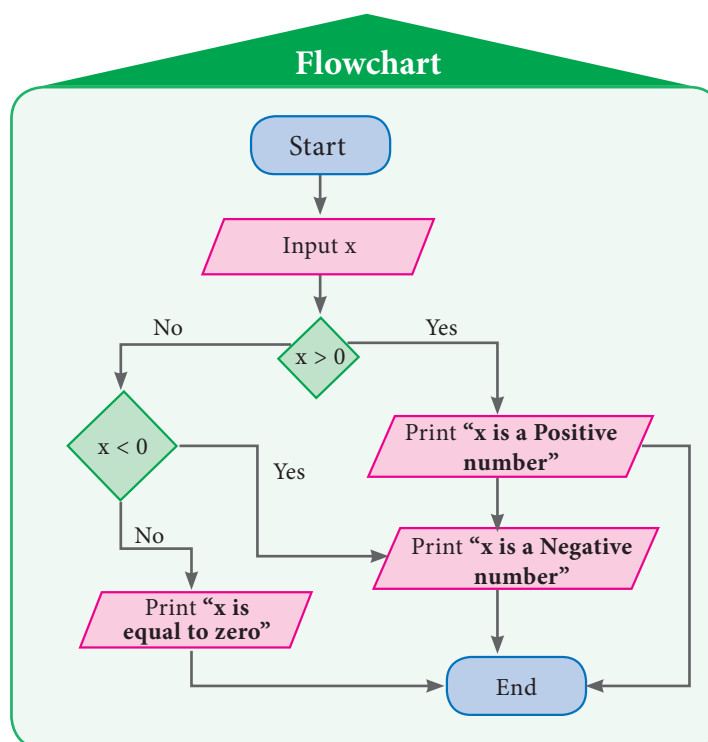 Flowchart
Start
Input x
No
Yes
x > 0
x < 0
Print “x is a Positive
number”
Yes
No
Print “x is a Negative
number”
Print “x is
equal to zero”
End